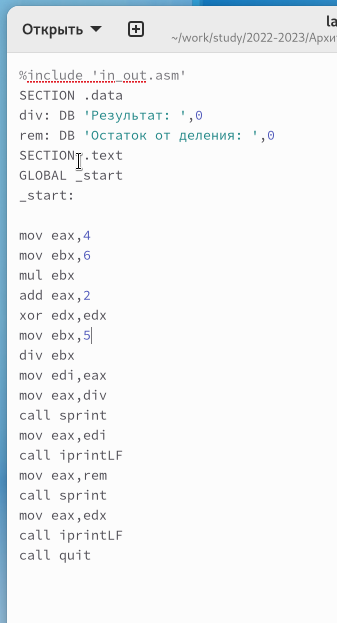 Открыть
la
~/work/study/2022-2023/Архи
%include 'in_out.asm'
SECTION .data
div: DB 'Результат: ',0
rem: DB 'Остаток от деления: ',0
SECTION .text
GLOBAL _start
_start:
mov eax,4
mov ebx,6
mul ebx
add eax,2
xor edx,edx
mov ebx,5
div ebx
mov edi,eax
mov eax,div
call sprint
mov eax,edi
call iprintLF
mov eax,rem
call sprint
mov eax,edx
call iprintLF
call quit